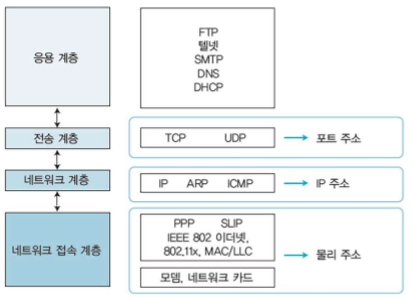 응용 계층
FTP
텔넷
SMTP
DNS
DHCP
전송 계층
TCP UDP
포트 주소
네트워크 계층
IP ARP ICMP
IP 주소
네트워크 접속 계층
PPP SLIP
IEEE 802 이더넷,
802.11x, MAC/LLC
모뎀, 네트워크 카드
물리 주소